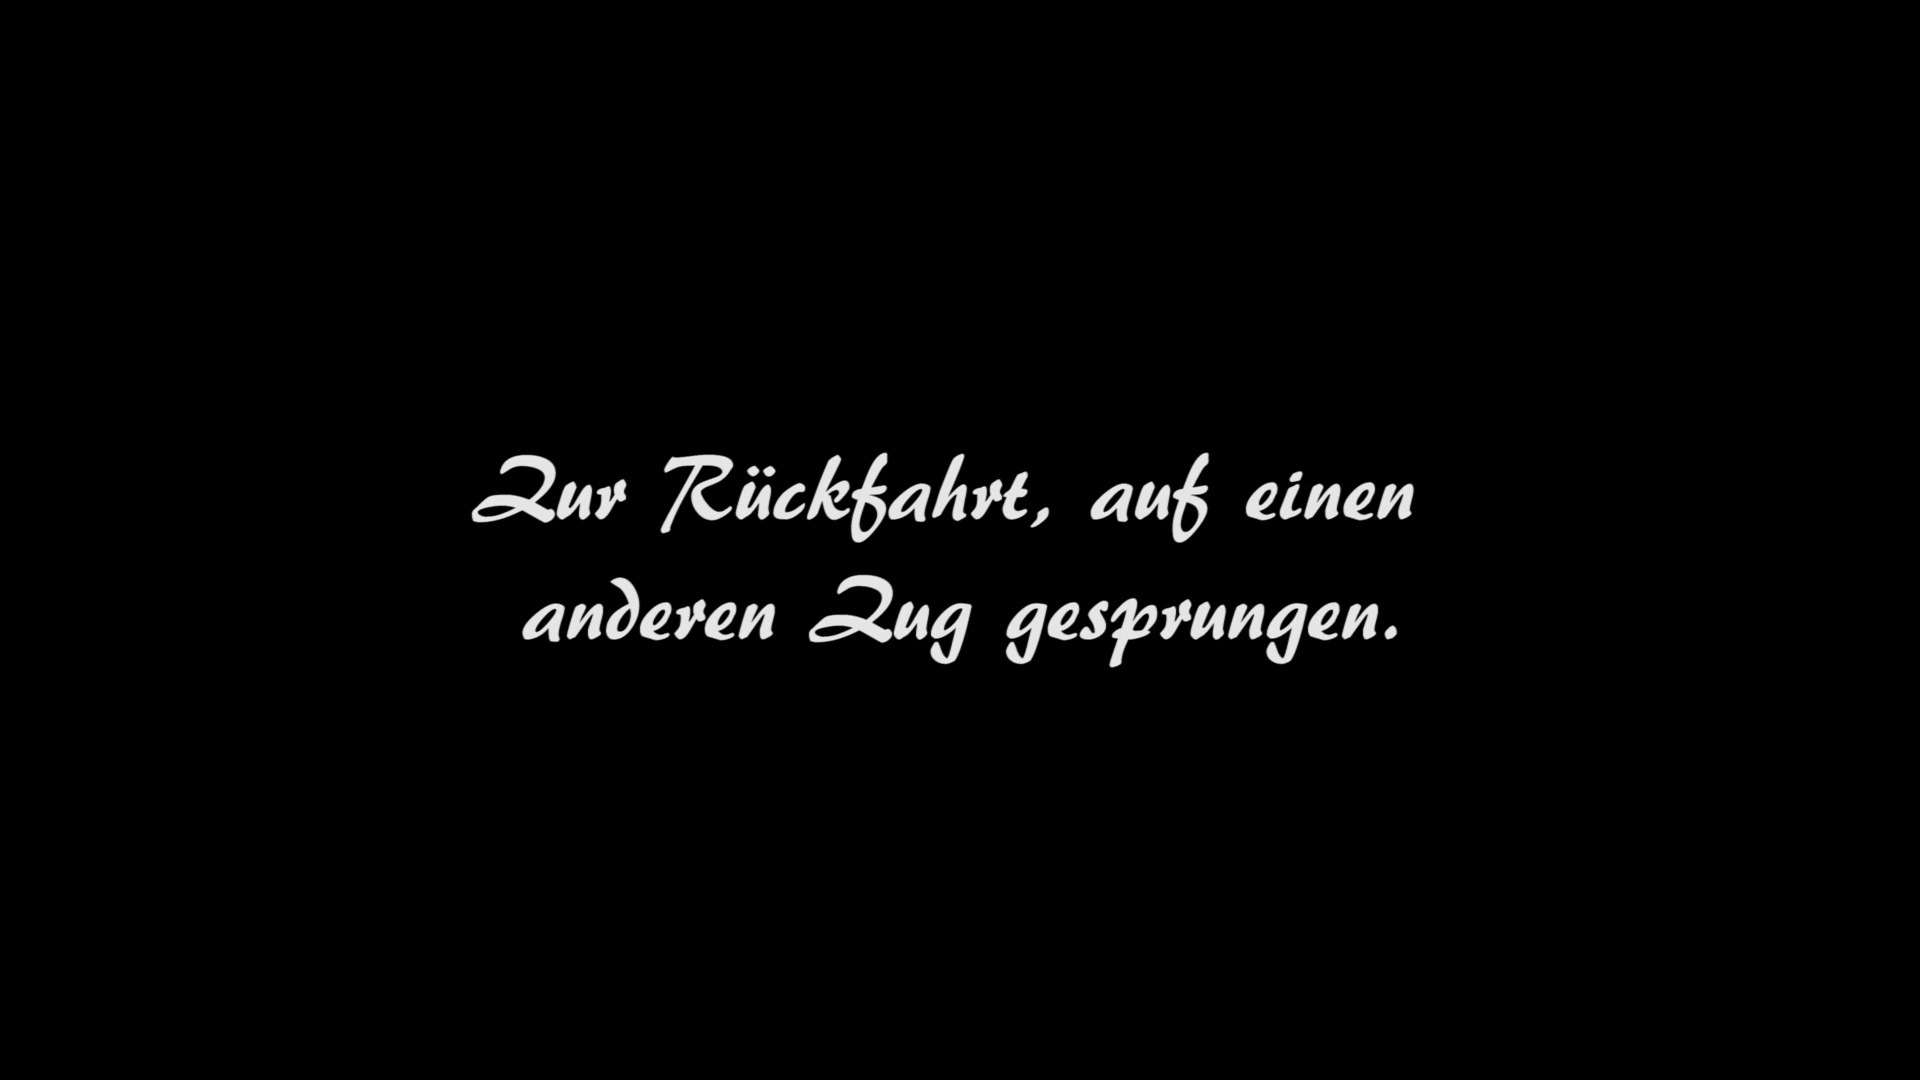 Zur Rückfahrt, auf einen
anderen Zug gesprungen.